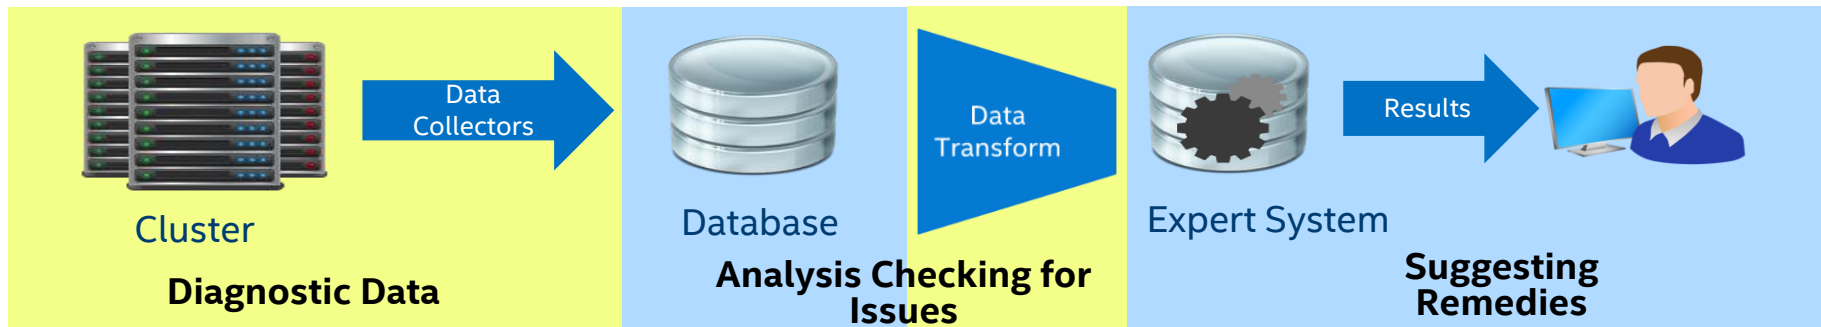 Data
Collectors
Data
Transform
Results
Cluster
Database
Expert System
Diagnostic Data
Analysis Checking for
Issues
Suggesting
Remedies